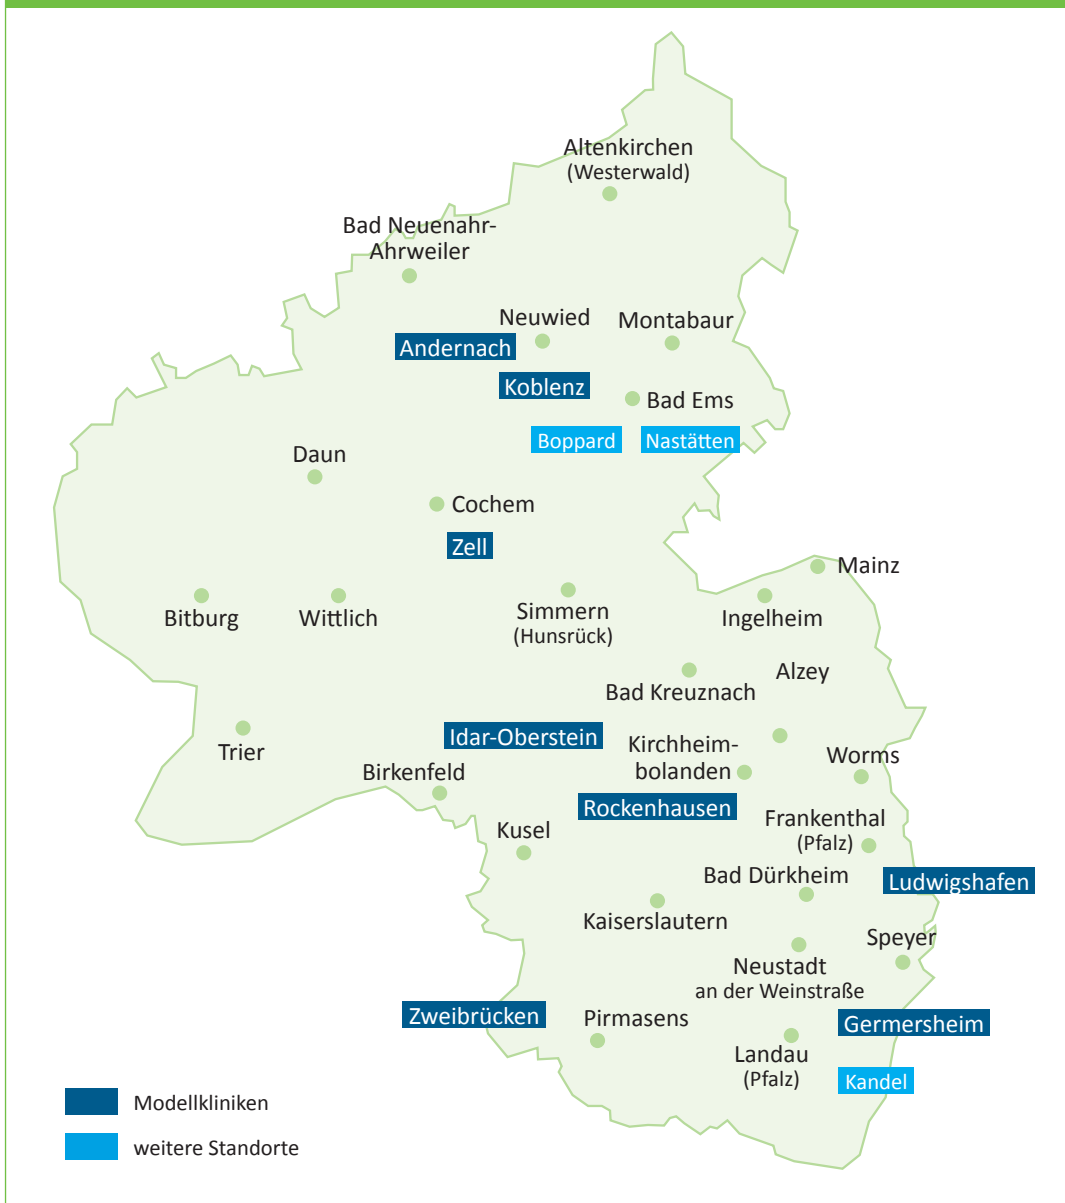 Altenkirchen
(Westerwald)
Bad Neuenahr-
Ahrweiler
Neuwied
Montabaur
Andernach
Koblenz
Bad Ems
Boppard
Nastätten
Daun
Cochem
Zell
Mainz
Bitburg
Wittlich
Simmern
(Hunsrück)
Ingelheim
Alzey
Bad Kreuznach
Idar-Oberstein
Trier
Kirchheim-
bolanden
Worms
Birkenfeld
Rockenhausen
Frankenthal
(Pfalz)
Kusel
Bad Dürkheim
Ludwigshafen
Kaiserslautern
Speyer
Neustadt
an der Weinstraße
Zweibrücken
Pirmasens
Germersheim
Landau
(Pfalz)
Kandel
Modellkliniken
weitere Standorte